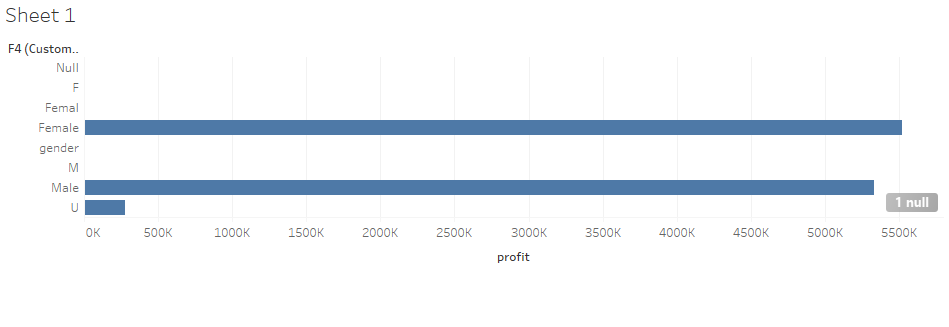 Sheet 1
F4 (Custom..
Null
F
Femal
Female
gender
M
Male
U
1 null
0K 500K 1000K 1500K 2000K 2500K 3000K 3500K 4000K 4500K 5000K 5500K
profit